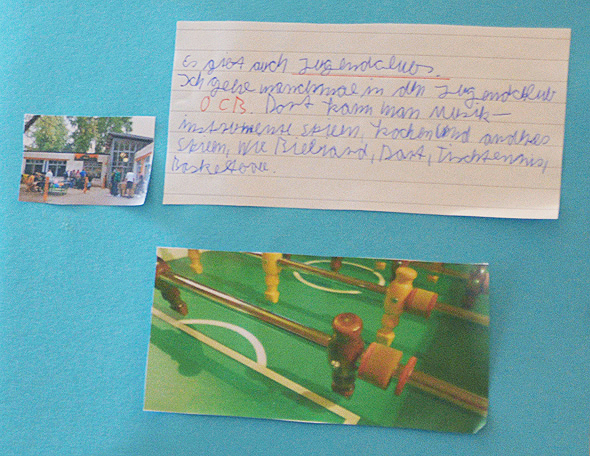 Es gibt auch Jugendclubs.
Ich gehe manchmal in den Jugendclub
OCB. Dort kann man Musik-
instrumente spielen, kochen und andres
spielen, wie Dart, Tischtennis,
Basketball.